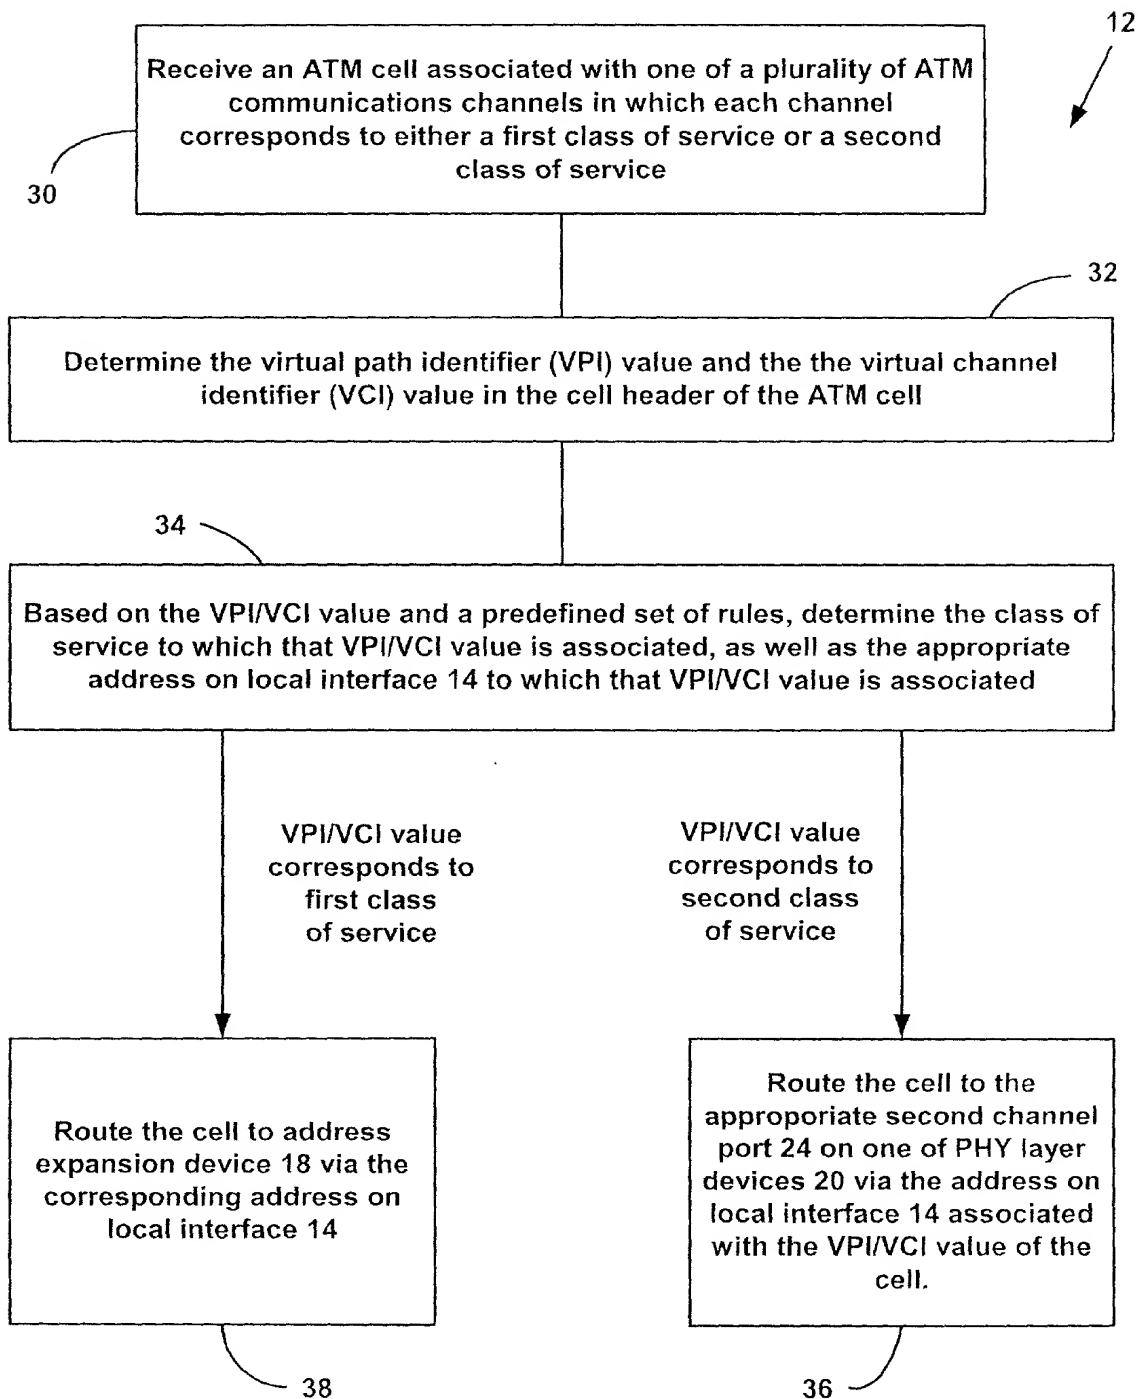 12
Receive an ATM cell associated with one of a plurality of ATM
communications channels in which each channel
corresponds to either a first class of service or a second
class of service
30
32
Determine the virtual path identifier (VPI) value and the the virtual channel
identifier (VCI) value in the cell header of the ATM cell
34
Based on the VPI/VCI value and a predefined set of rules, determine the class of
service to which that VPI/VCI value is associated, as well as the appropriate
address on local interface 14 to which that VPI/VCI value is associated
VPI/VCI value
corresponds to
first class
of service
VPI/VCI value
corresponds to
second class
of service
Route the cell to address
expansion device 18 via the
corresponding address on
local interface 14
Route the cell to the
approporiate second channel
port 24 on one of PHY layer
devices 20 via the address on
local interface 14 associated
with the VPI/VCI value of the
cell.
38
36